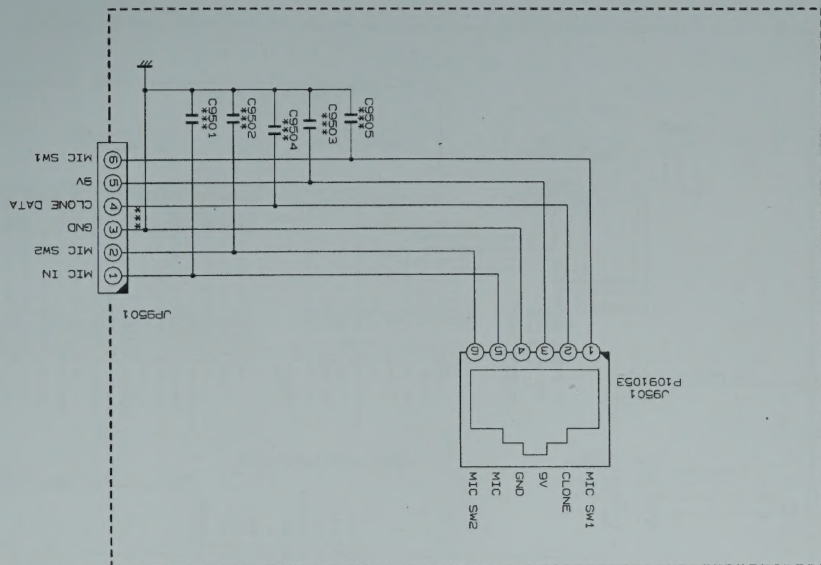 C9501
***
C9502
***
C9504
***
C9503
***
C9505
***
MIC SW1
6
9V
5
CLONE DATA
4
GND
3
***
MIC SW2
2
MIC IN
1
JP9501
6
5
4
3
2
1
J9501
P1091053
MIC SW2
MIC
GND
9V
CLONE
MIC SW1